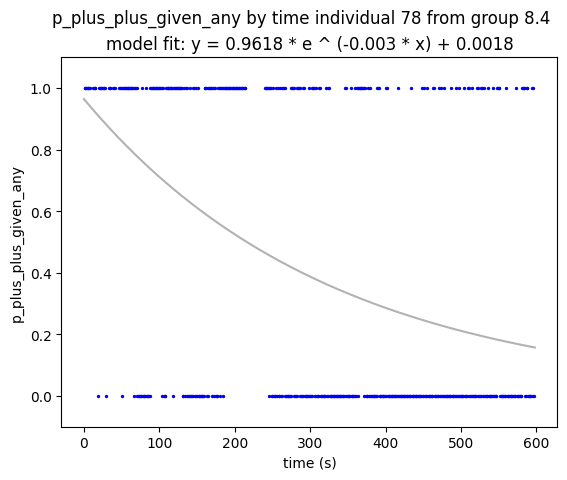 p_plus_plus_given_any by time individual 78 from group 8.4
model fit: y = 0.9618 * e ^ (-0.003 * x) + 0.0018
1.0
0.8
0.6
0.4
0.2
0.0
p_plus_plus_given_any
0 100 200 300 400 500 600
time (s)